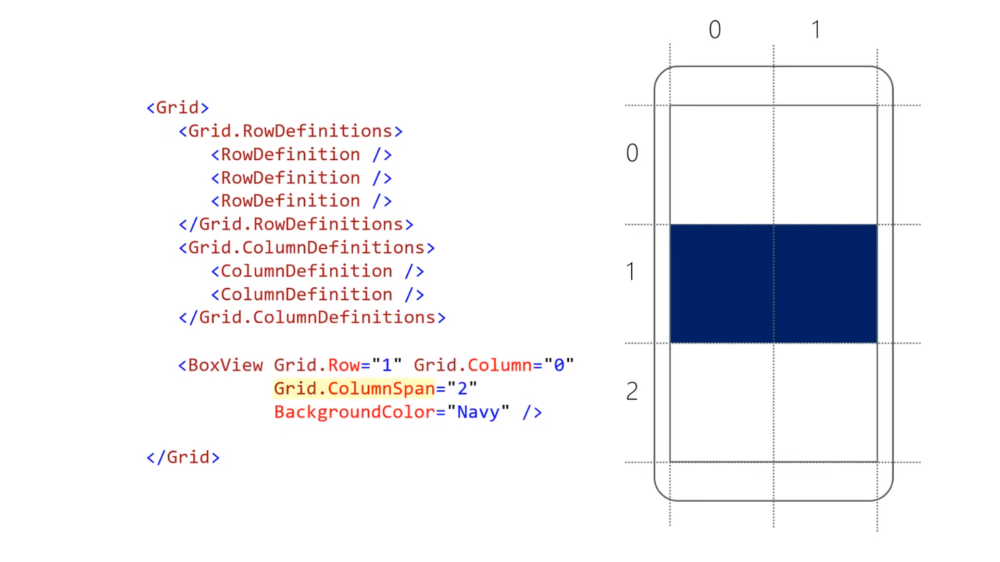 <Grid>
<Grid.RowDefinitions>
<RowDefinition />
<RowDefinition />
<RowDefinition />
</Grid.RowDefinitions>
<Grid.ColumnDefinitions>
<ColumnDefinition />
<ColumnDefinition />
</Grid.ColumnDefinitions>
<BoxView Grid.Row="1" Grid.Column="0"
Grid.ColumnSpan="2"
BackgroundColor="Navy" />
</Grid>
0 1
0
1
2